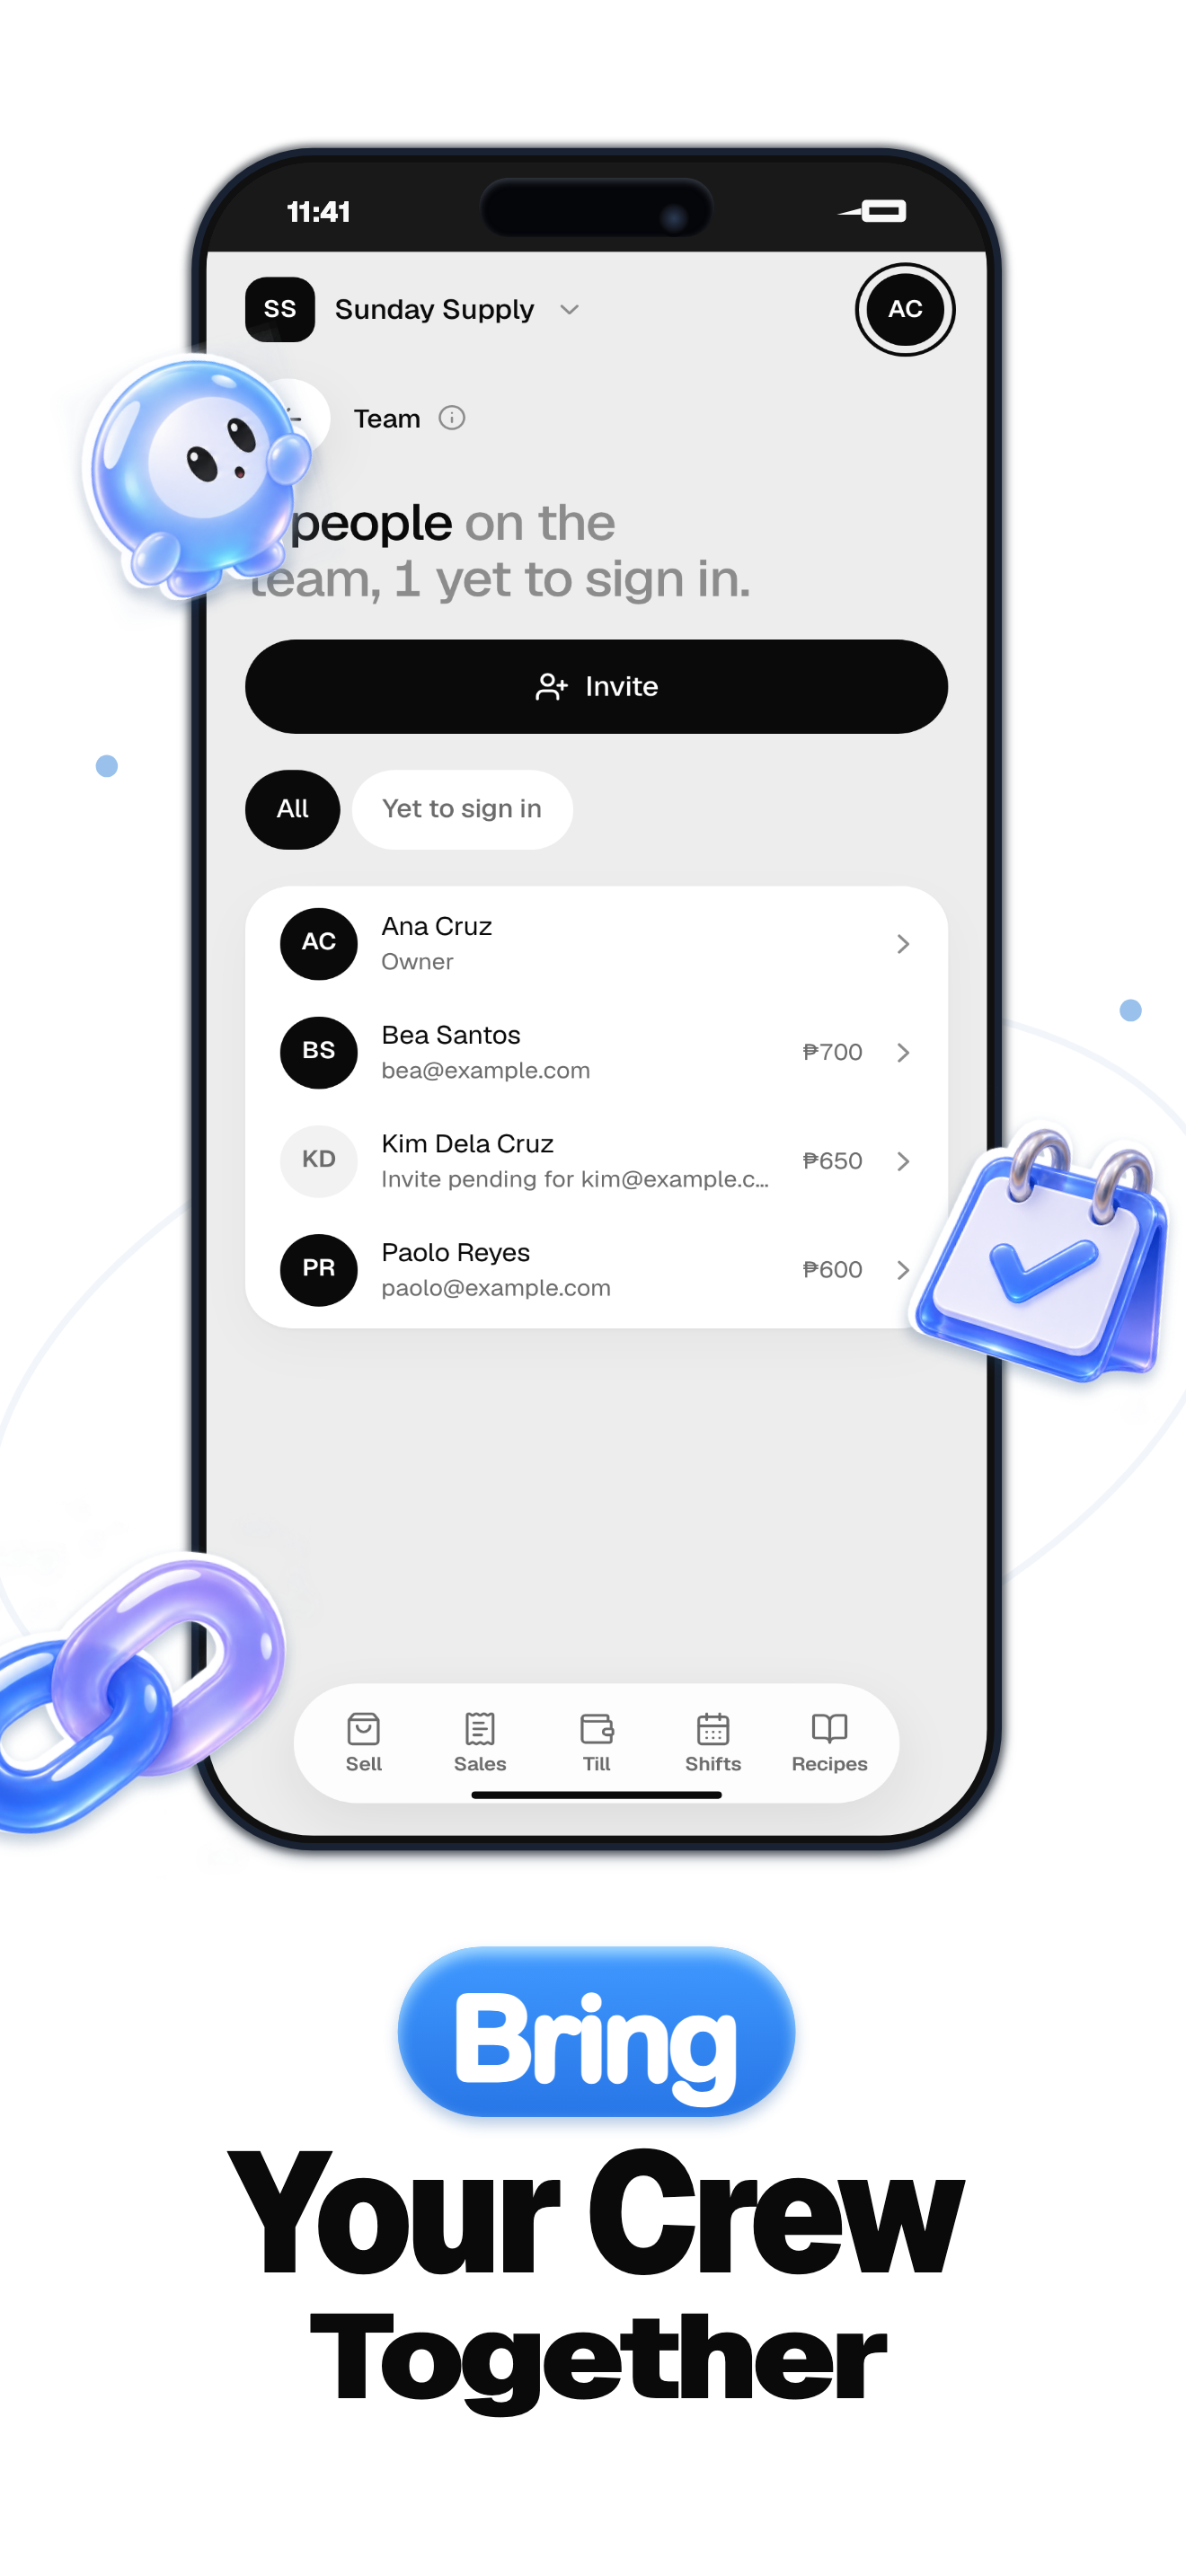 11:41
SS Sunday Supply
AC
Team
people on the
team, 1 yet to sign in.
Invite
All Yet to sign in
AC Ana Cruz
Owner
BS Bea Santos ₱700
bea@example.com
KD Kim Dela Cruz ₱650
Invite pending for kim@example.c...
PR Paolo Reyes ₱600
paolo@example.com
Sell Sales Till Shifts Recipes
Bring
Your Crew
Together